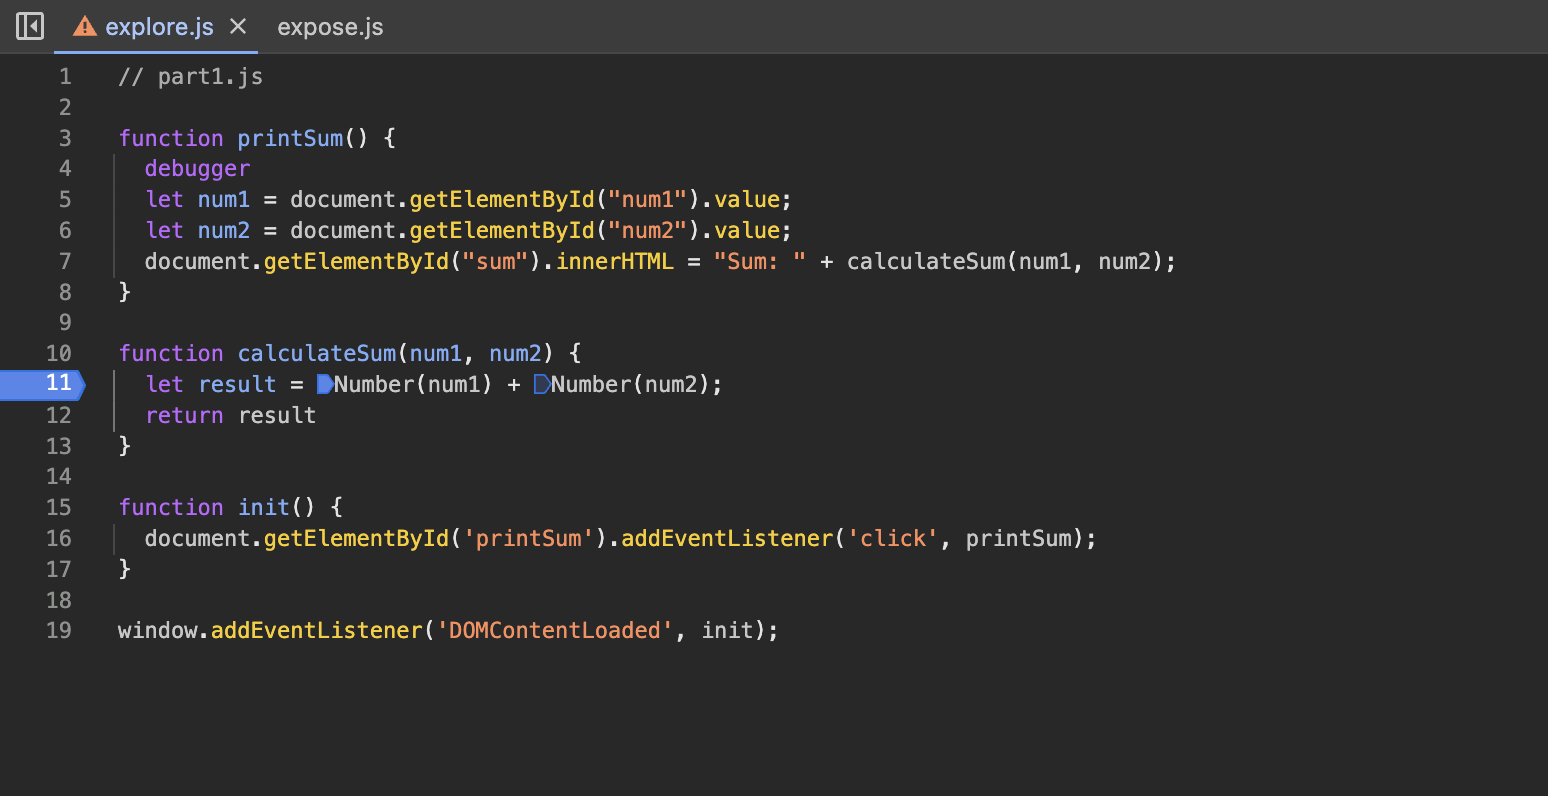 explore.js expose.js
1 // part1.js
2
3 function printSum() {
4   debugger
5   let num1 = document.getElementById("num1").value;
6   let num2 = document.getElementById("num2").value;
7   document.getElementById("sum").innerHTML = "Sum: " + calculateSum(num1, num2);
8 }
9
10 function calculateSum(num1, num2) {
11   let result = Number(num1) + Number(num2);
12   return result
13 }
14
15 function init() {
16   document.getElementById('printSum').addEventListener('click', printSum);
17 }
18
19 window.addEventListener('DOMContentLoaded', init);